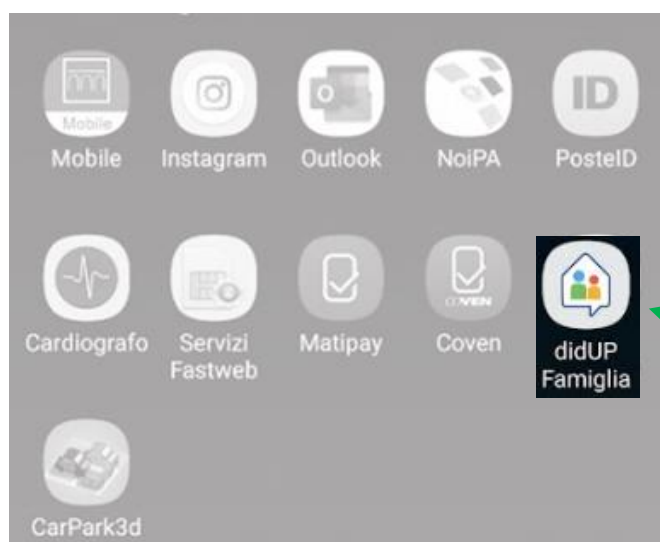 Mobile
Mobile Instagram Outlook NoiPA PosteID
ID
COVEN
Cardiografo Servizi Fastweb Matipay Coven didUP Famiglia
CarPark3d